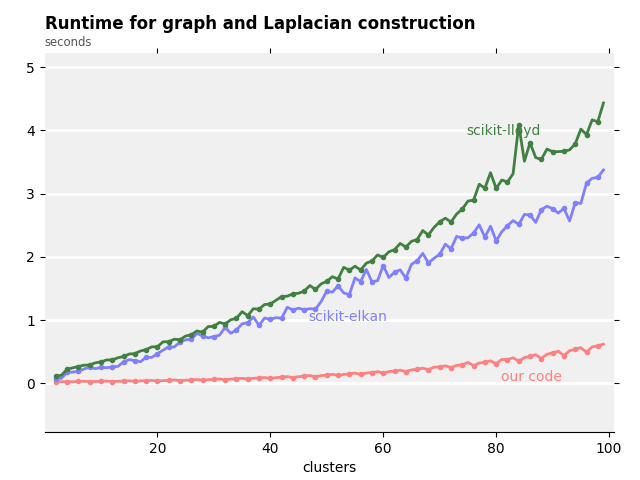 Runtime for graph and Laplacian construction
seconds
5
4
3
2
1
0
scikit-lloyd
scikit-elkan
our code
20 40 60 80 100
clusters